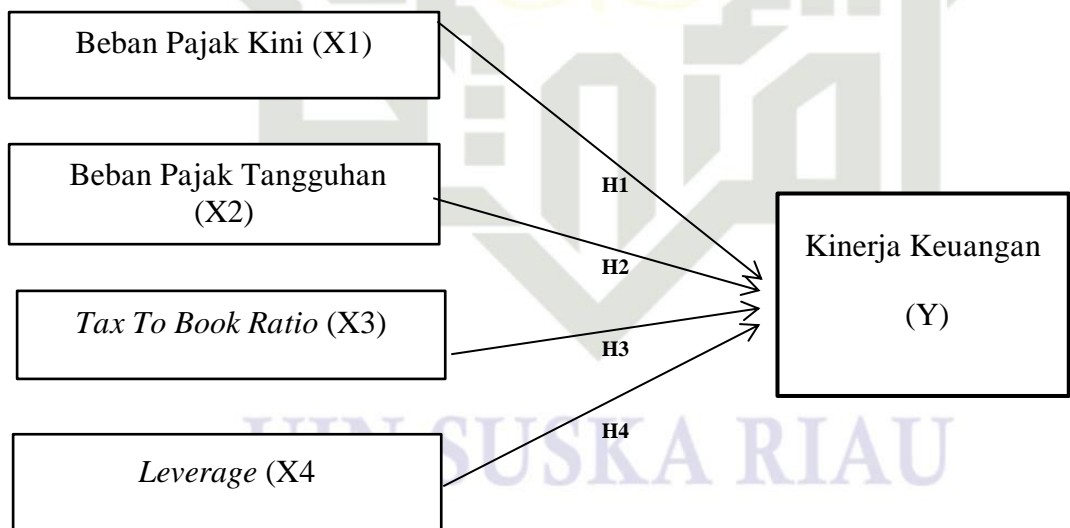 Beban Pajak Kini (X1)
Beban Pajak Tangguhan
(X2)
Tax To Book Ratio (X3)
Leverage (X4
H1
H2
H3
H4
Kinerja Keuangan
(Y)
UIN SUSKA RIAU